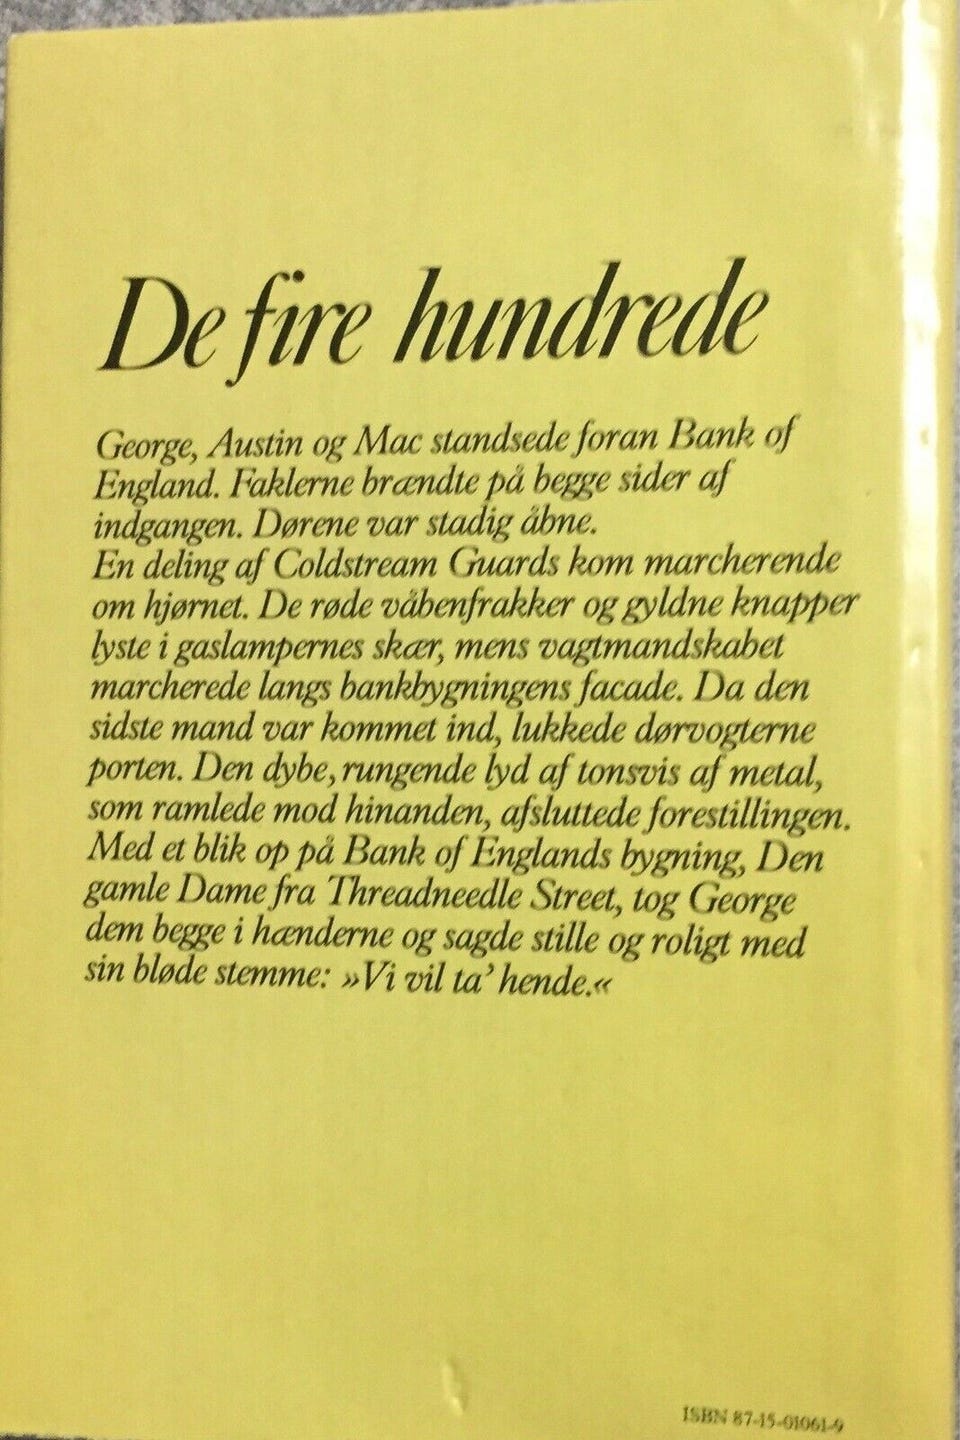 De fire hundrede
George, Austin og Mac standsede foran Bank of
England. Faklerne brændte på begge sider af
indgangen. Dørene var stadig åbne.
En deling af Coldstream Guards kom marcherende
om hjørnet. De røde våbenfrakker og gyldne knapper
lyste i gaslampernes skær, mens vagtmandskabet
marcherede langs bankbygningens facade. Da den
sidste mand var kommet ind, lukkede dørvogterne
porten. Den dybe, rungende lyd af tonsvis af metal,
som ramlede mod hinanden, afsluttede forestillingen.
Med et blik op på Bank of Englands bygning, Den
gamle Dame fra Threadneedle Street, tog George
dem begge i hænderne og sagde stille og roligt med
sin bløde stemme: »Vi vil ta' hende.«
ISBN 87-15-01061-9